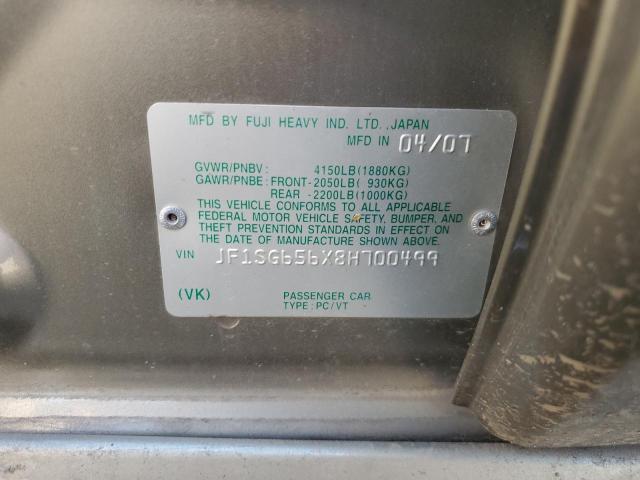 MFD BY FUJI HEAVY IND. LTD.,JAPAN
MFD IN 04/07
GVWR/PNBV: 4150LB(1880KG)
GAWR/PNBE: FRONT-2050LB( 930KG)
REAR -2200LB(1000KG)
THIS VEHICLE CONFORMS TO ALL APPLICABLE
FEDERAL MOTOR VEHICLE SAFETY, BUMPER, AND
THEFT PREVENTION STANDARDS IN EFFECT ON
THE DATE OF MANUFACTURE SHOWN ABOVE.
VIN JF1SG656X8H700499
(VK) PASSENGER CAR
TYPE: PC/VT